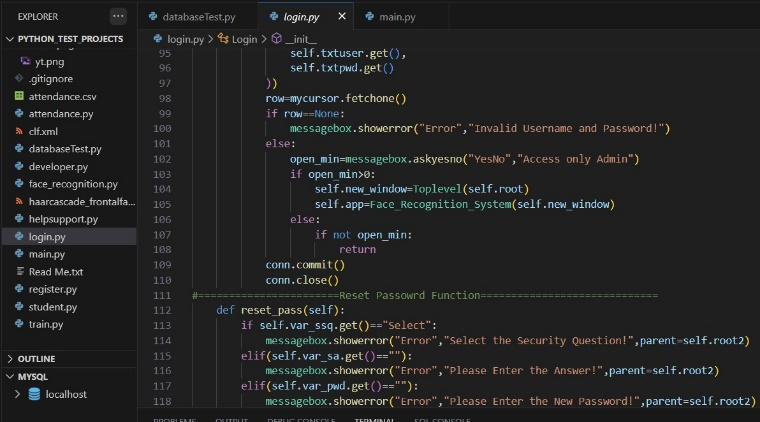 EXPLORER
···
databaseTest.py
login.py
main.py
PYTHON_TEST_PROJECTS
login.py > Login > __init__
yt.png
.gitignore
attendance.csv
attendance.py
clf.xml
databaseTest.py
developer.py
face_recognition.py
haarcascade_frontalfa...
helpsupport.py
login.py
main.py
Read Me.txt
register.py
student.py
train.py
OUTLINE
MYSQL
localhost
95 self.txtuser.get(),
96 self.txtpwd.get()
97 ))
98 row=mycursor.fetchone()
99 if row==None:
100 messagebox.showerror("Error","Invalid Username and Password!")
101 else:
102 open_min=messagebox.askyesno("YesNo","Access only Admin")
103 if open_min>0:
104 self.new_window=Toplevel(self.root)
105 self.app=Face_Recognition_System(self.new_window)
106 else:
107 if not open_min:
108 return
109 conn.commit()
110 conn.close()
111 #=======================Reset Passowrd Function=============================
112 def reset_pass(self):
113 if self.var_ssq.get()=="Select":
114 messagebox.showerror("Error","Select the Security Question!",parent=self.root2)
115 elif(self.var_sa.get()==""):
116 messagebox.showerror("Error","Please Enter the Answer!",parent=self.root2)
117 elif(self.var_pwd.get()==""):
118 messagebox.showerror("Error","Please Enter the New Password!",parent=self.root2)
PROBLEMS OUTPUT DEBUG CONSOLE TERMINAL SQL CONSOLE